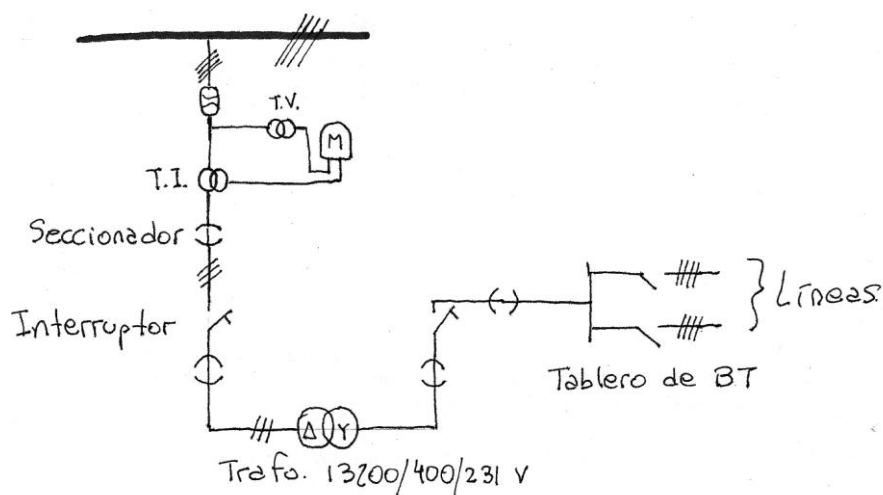 T.V.
M
T.I.
Seccionador
Interruptor
Líneas
Tablero de BT
Δ Y
Trafo. 13200/400/231 V